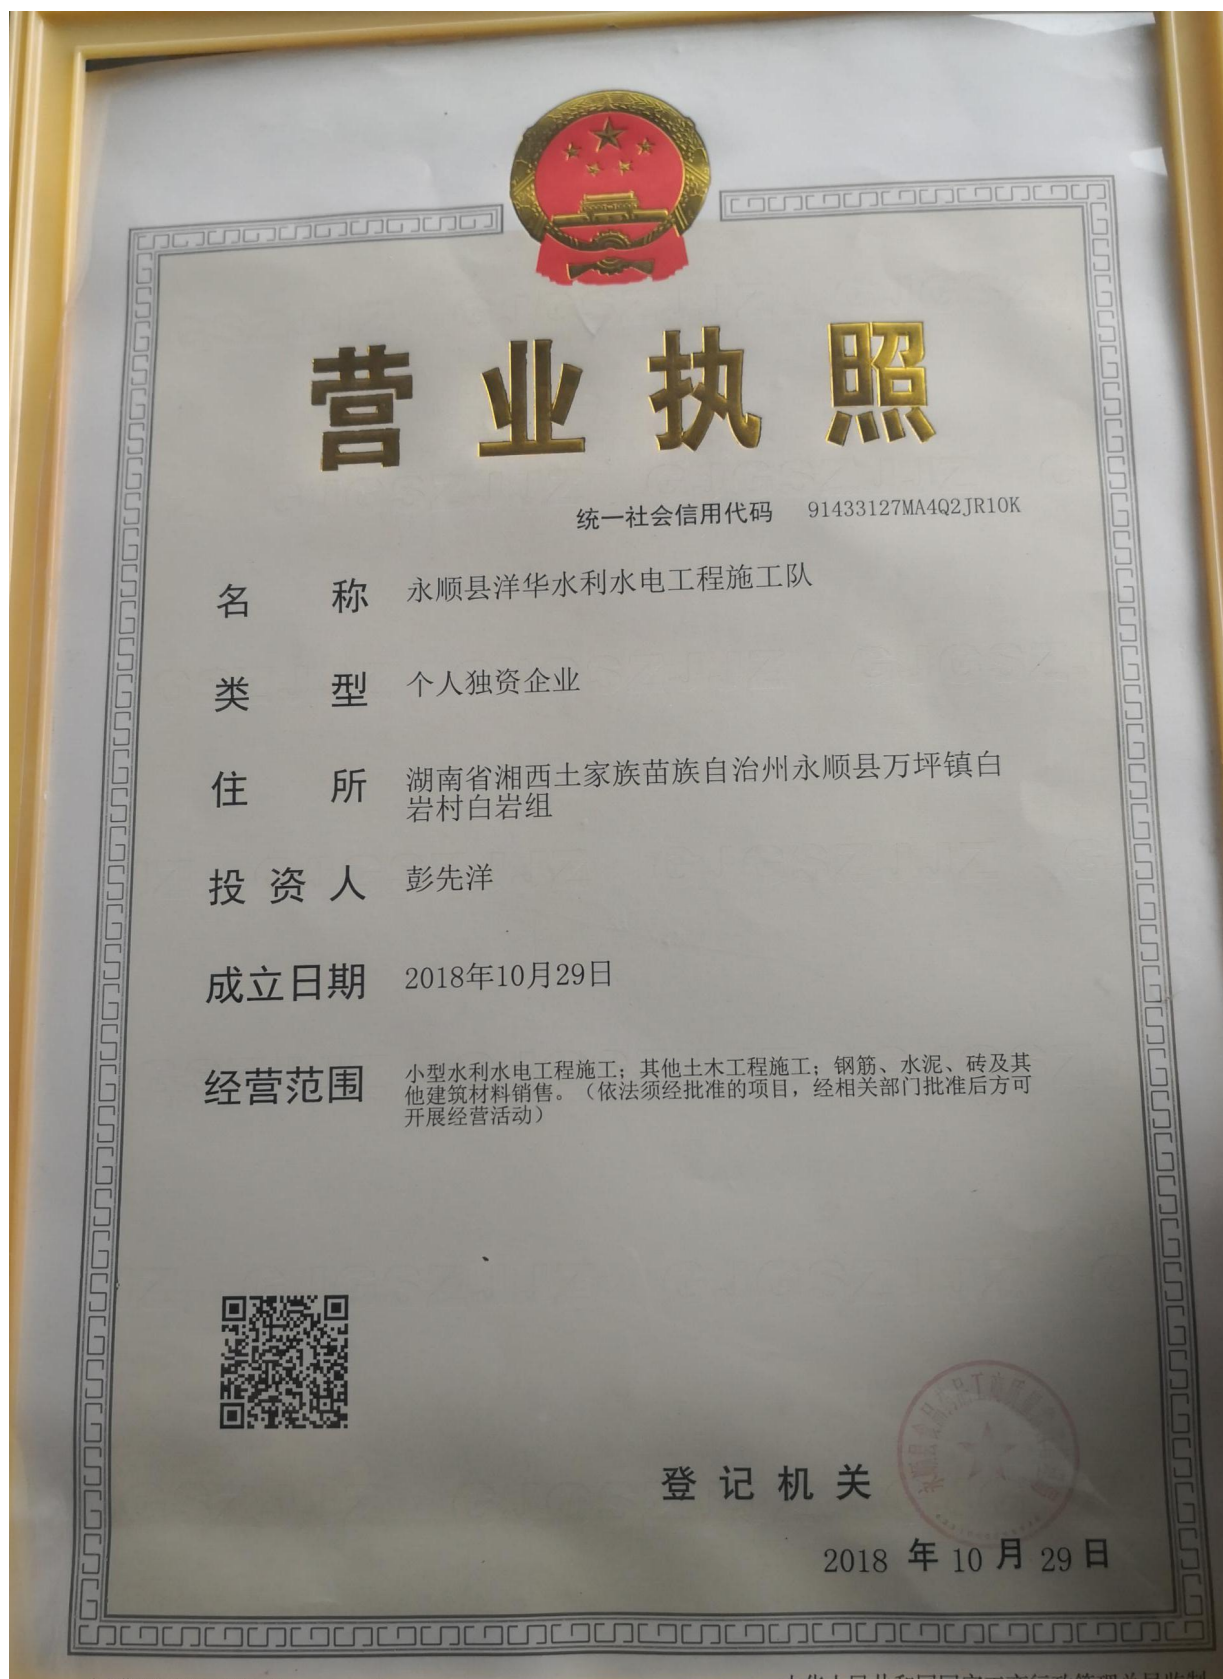 营业执照
统一社会信用代码 91433127MA4Q2JR10K
名称 永顺县洋华水利水电工程施工队
类型 个人独资企业
住所 湖南省湘西土家族苗族自治州永顺县万坪镇白
岩村白岩组
投资人 彭先洋
成立日期 2018年10月29日
经营范围 小型水利水电工程施工；其他土木工程施工；钢筋、水泥、砖及其
他建筑材料销售。（依法须经批准的项目，经相关部门批准后方可
开展经营活动）
登记机关
2018 年 10 月 29 日